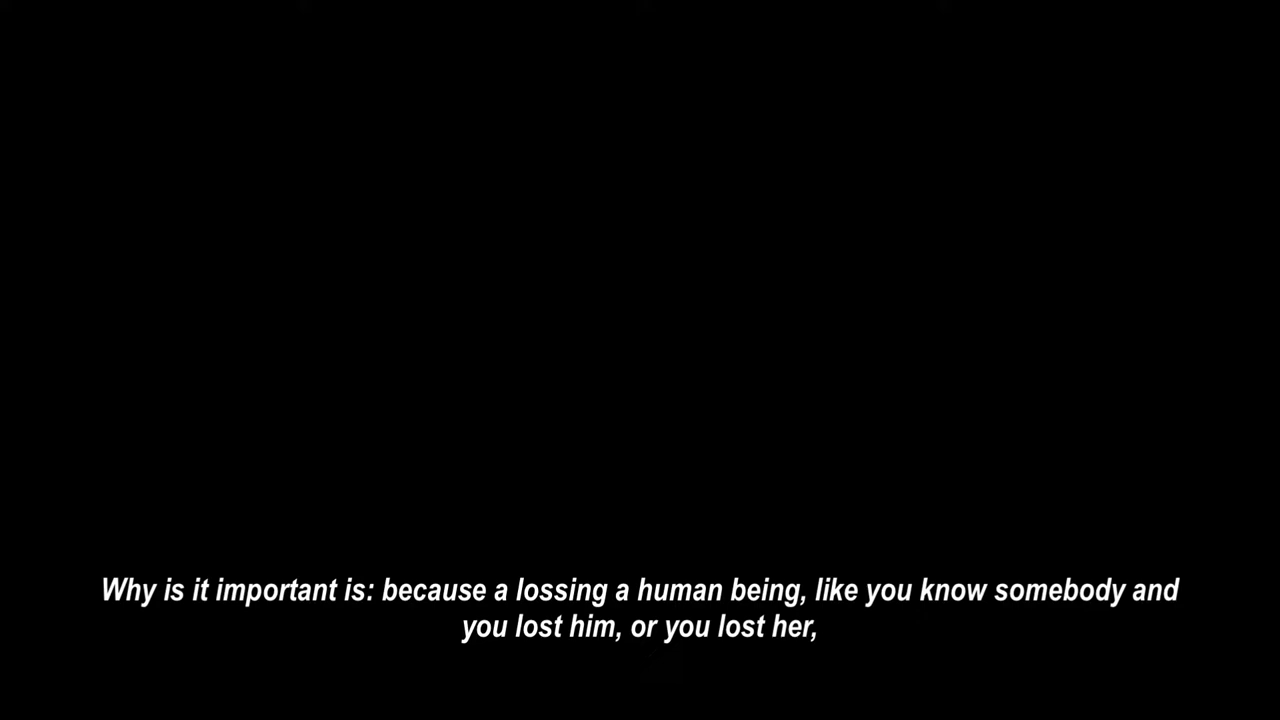 Why is it important is: because a lossing a human being, like you know somebody and
you lost him, or you lost her,